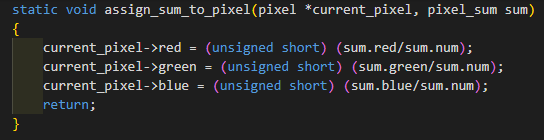 static void assign_sum_to_pixel(pixel *current_pixel, pixel_sum sum)
{
    current_pixel->red = (unsigned short) (sum.red/sum.num);
    current_pixel->green = (unsigned short) (sum.green/sum.num);
    current_pixel->blue = (unsigned short) (sum.blue/sum.num);
    return;
}